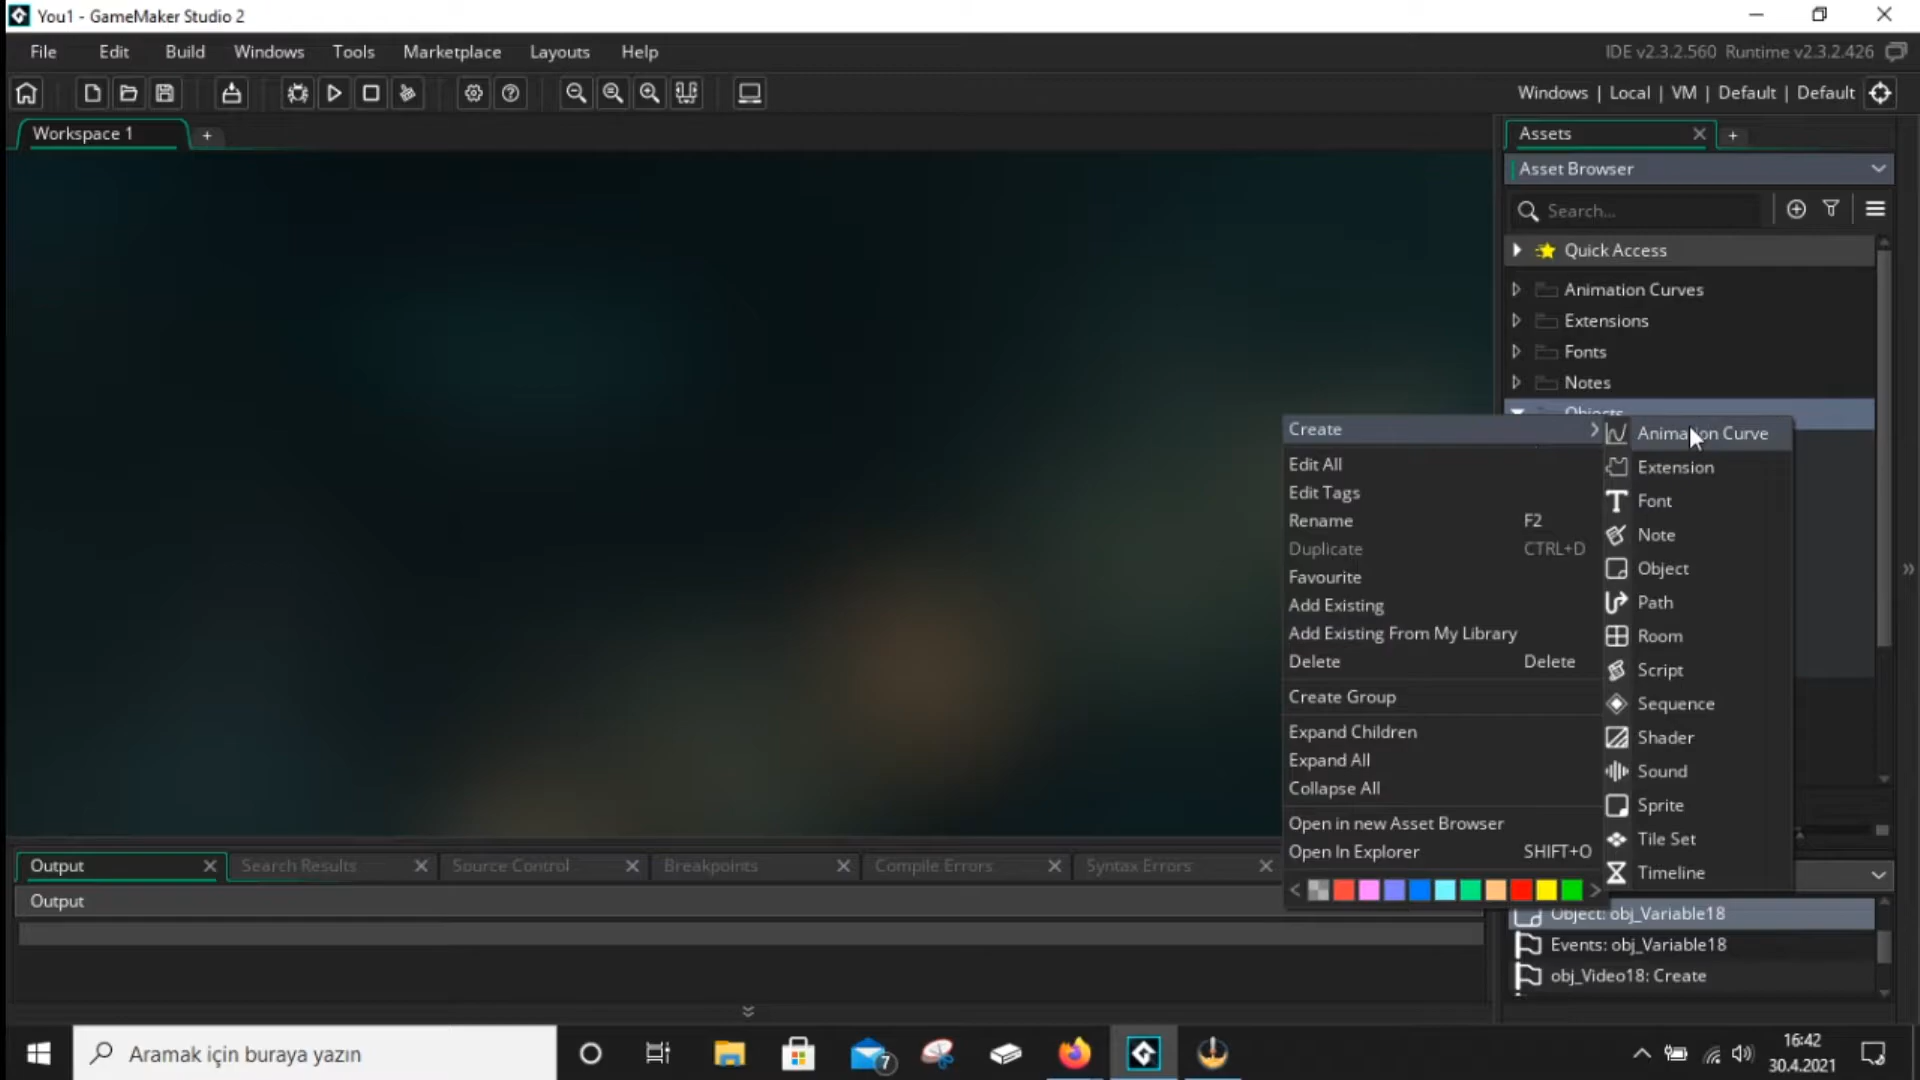 You1 - GameMaker Studio 2
File Edit Build Windows Tools Marketplace Layouts Help
IDE v2.3.2.560 Runtime v2.3.2.426
Windows | Local | VM | Default | Default
Workspace 1 +
Assets +
Asset Browser
Search...
Quick Access
Animation Curves
Extensions
Fonts
Notes
Objects
Create
Edit All
Edit Tags
Rename F2
Duplicate CTRL+D
Favourite
Add Existing
Add Existing From My Library
Delete Delete
Create Group
Expand Children
Expand All
Collapse All
Open in new Asset Browser
Open In Explorer SHIFT+O
Animation Curve
Extension
Font
Note
Object
Path
Room
Script
Sequence
Shader
Sound
Sprite
Tile Set
Timeline
Output Search Results Source Control Breakpoints Compile Errors Syntax Errors
Output
Object: obj_Variable18
Events: obj_Variable18
obj_Video18: Create
Aramak için buraya yazın
7
16:42
30.4.2021